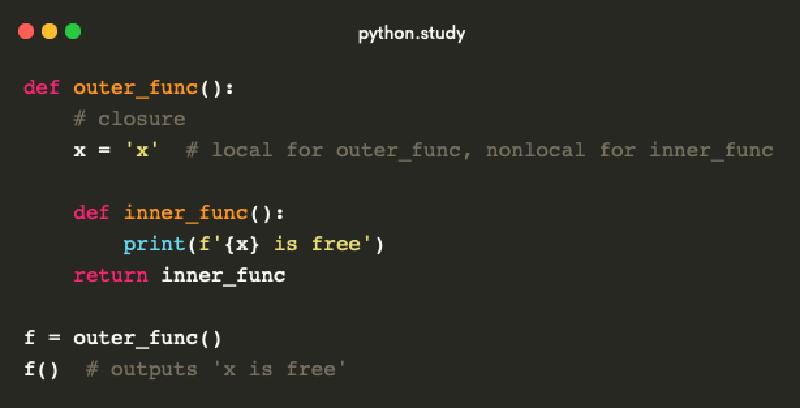 python.study
def outer_func():
    # closure
    x = 'x'  # local for outer_func, nonlocal for inner_func
    def inner_func():
        print(f'{x} is free')
    return inner_func
f = outer_func()
f()  # outputs 'x is free'